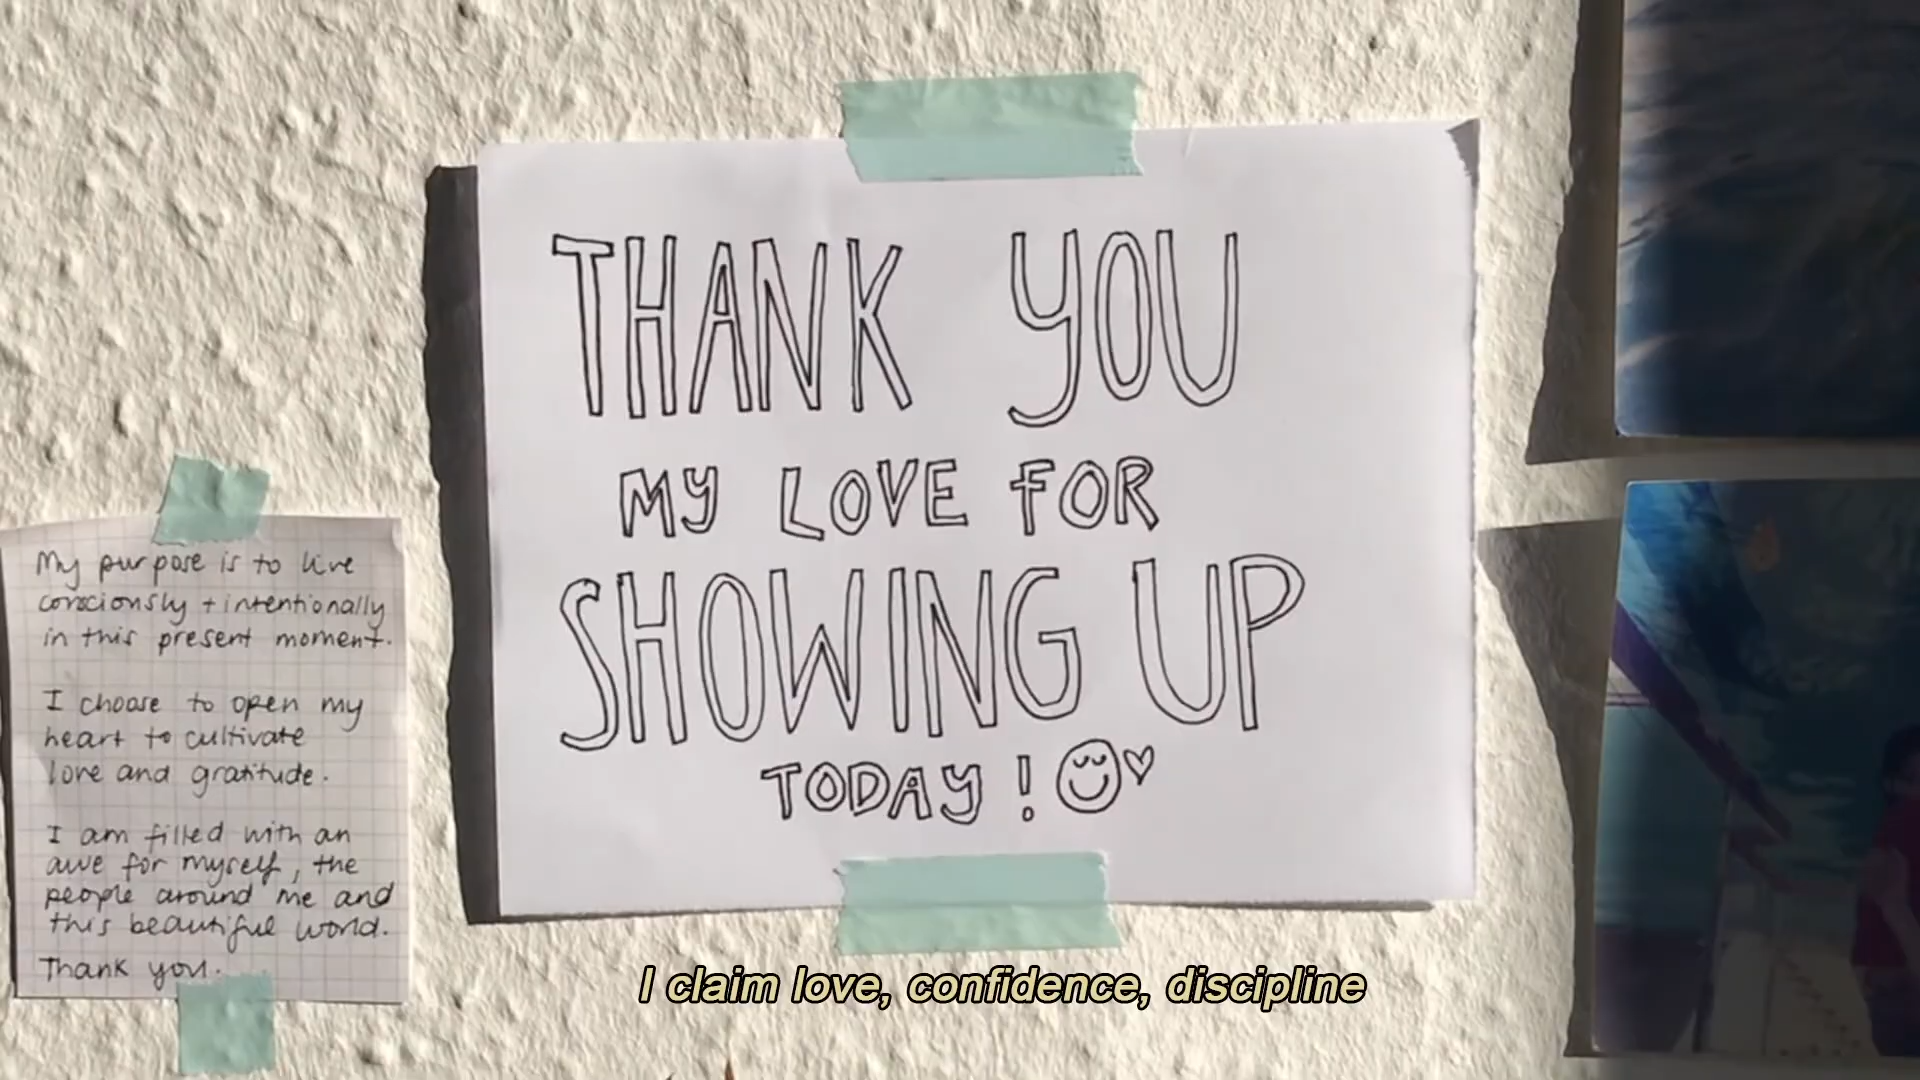 THANK YOU
MY LOVE FOR
SHOWING UP
TODAY!
My purpose is to live
consciously + intentionally
in this present moment.
I choose to open my
heart to cultivate
love and gratitude.
I am filled with an
awe for myself, the
people around me and
this beautiful world.
Thank you.
I claim love, confidence, discipline